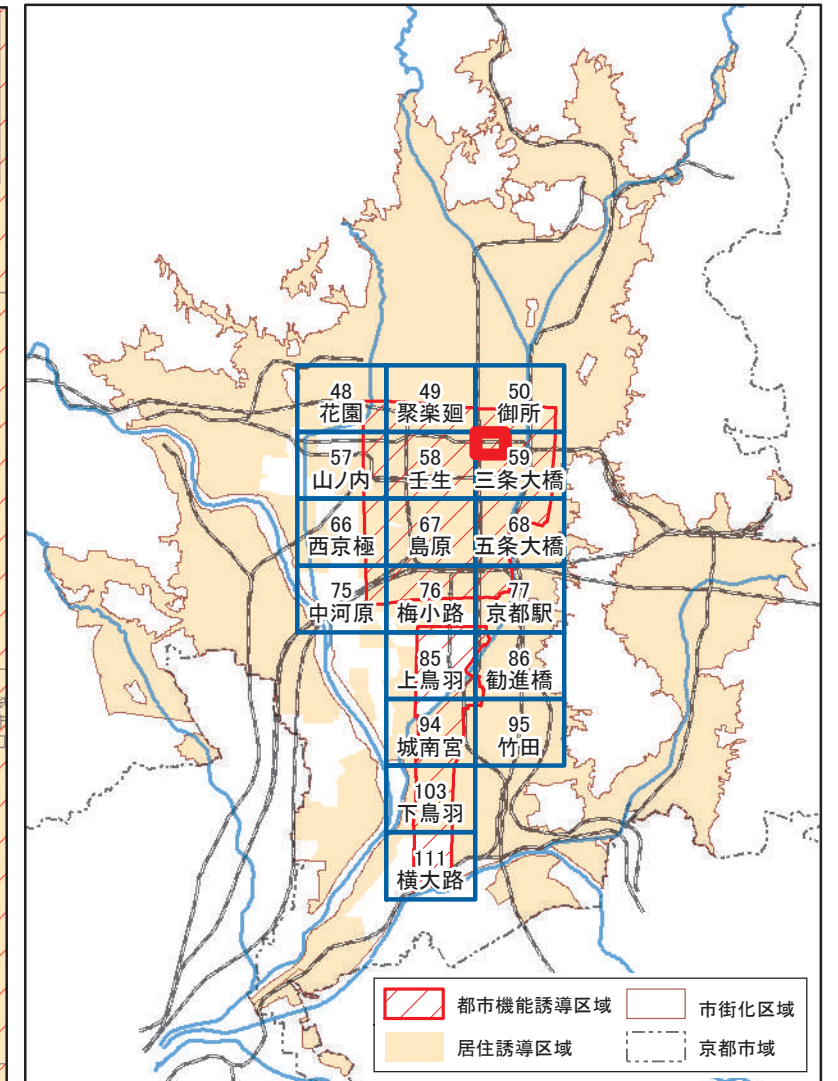 48
花園
49
聚楽廻
50
御所
57
山ノ内
58
壬生
59
三条大橋
66
西京極
67
島原
68
五条大橋
75
中河原
76
梅小路
77
京都駅
85
上鳥羽
86
勧進橋
94
城南宮
95
竹田
103
下鳥羽
111
横大路
都市機能誘導区域
市街化区域
居住誘導区域
京都市域